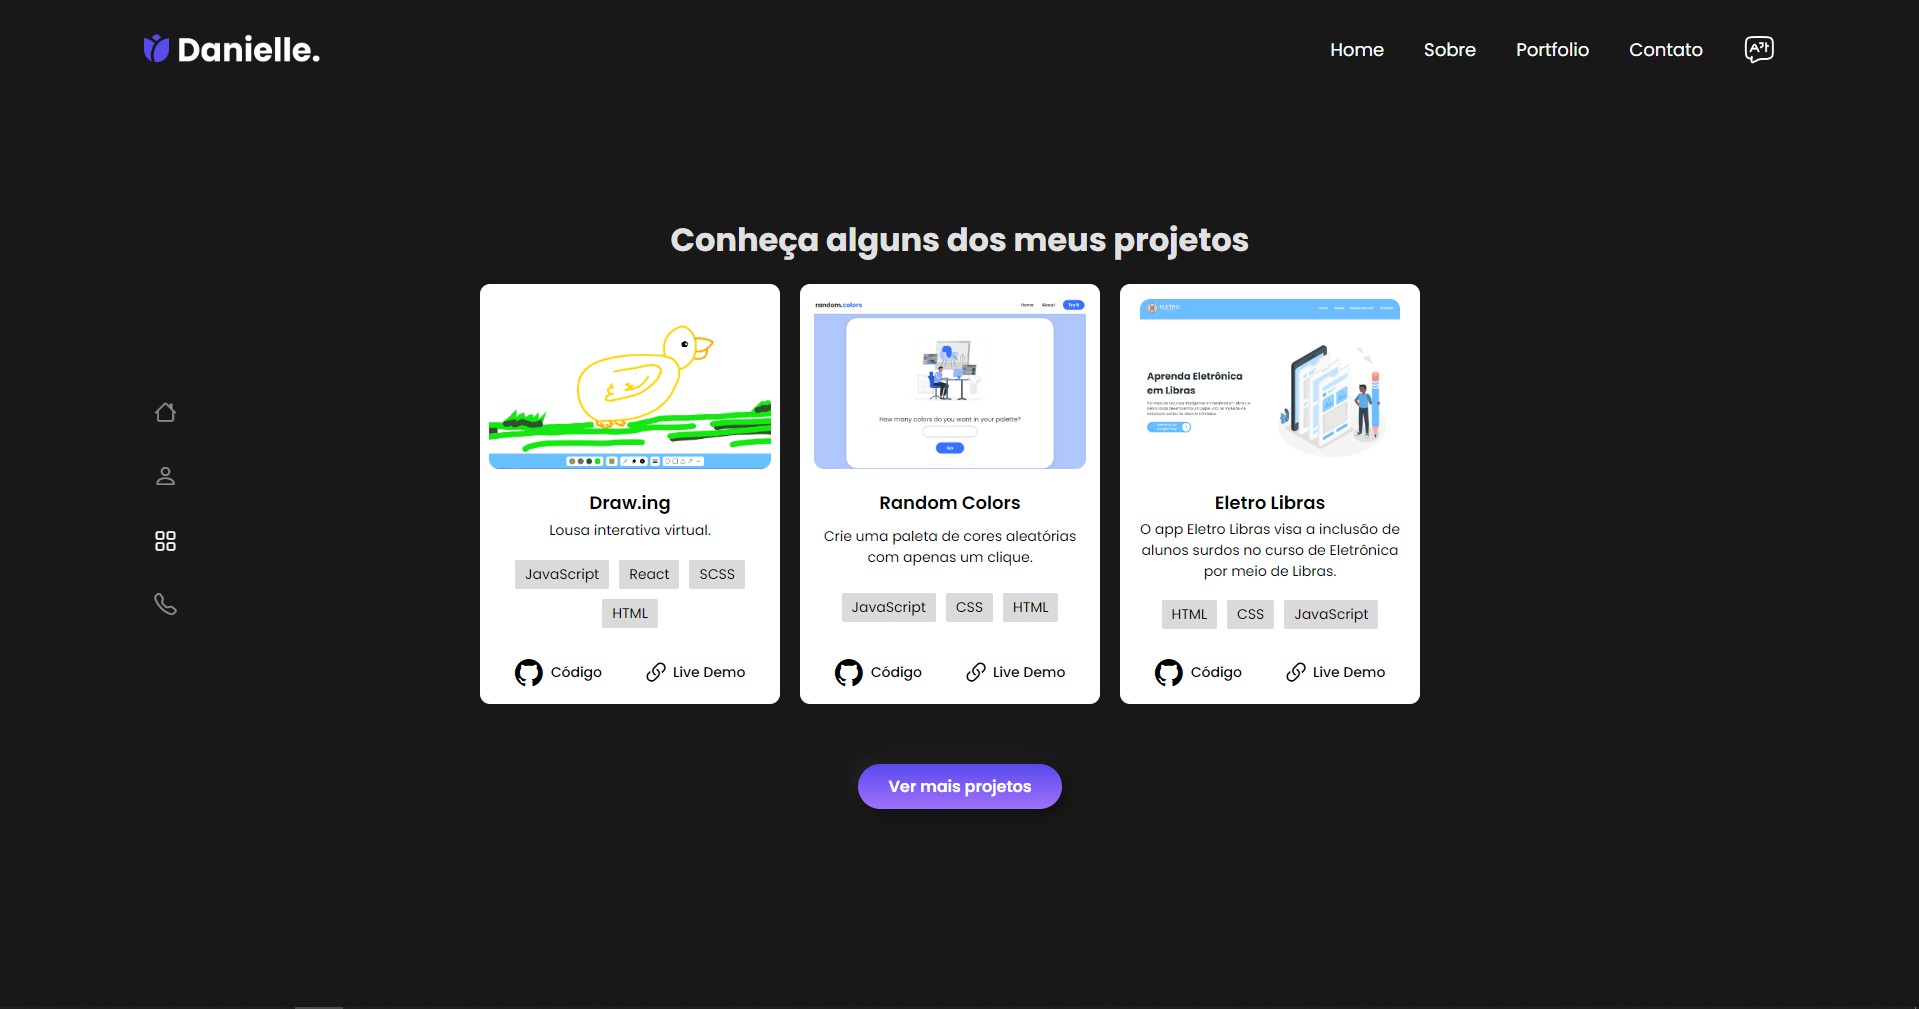 Danielle.
Home Sobre Portfolio Contato
Conheça alguns dos meus projetos
Draw.ing
Lousa interativa virtual.
JavaScript React SCSS
HTML
Código Live Demo
random.colors Home About Try it
How many colors do you want in your palette?
Go
Random Colors
Crie uma paleta de cores aleatórias
com apenas um clique.
JavaScript CSS HTML
Código Live Demo
ELETRO
Aprenda Eletrônica
em Libras
Eletro Libras
O app Eletro Libras visa a inclusão de
alunos surdos no curso de Eletrônica
por meio de Libras.
HTML CSS JavaScript
Código Live Demo
Ver mais projetos